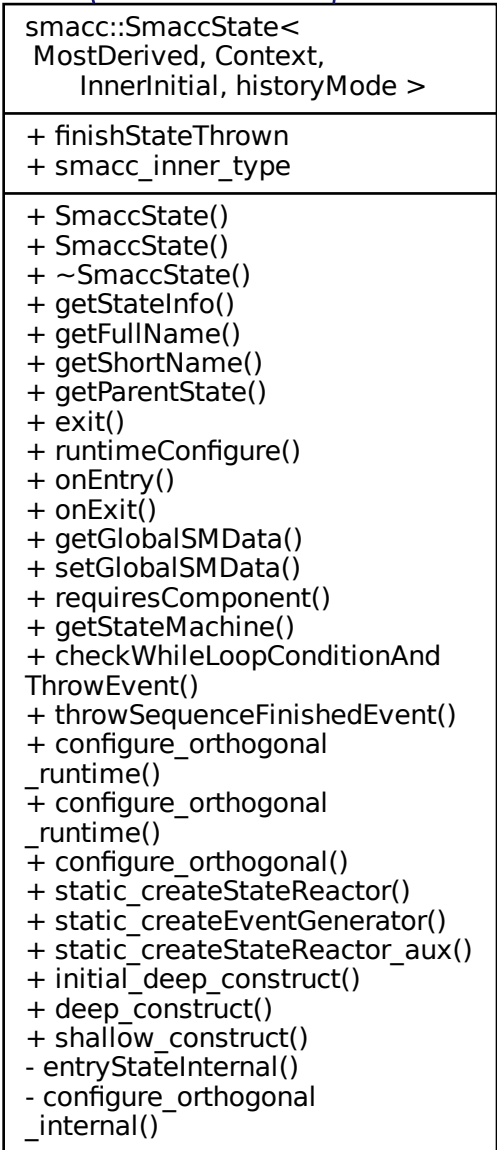 smacc::SmaccState<
MostDerived, Context,
InnerInitial, historyMode >
+ finishStateThrown
+ smacc_inner_type
+ SmaccState()
+ SmaccState()
+ ~SmaccState()
+ getStateInfo()
+ getFullName()
+ getShortName()
+ getParentState()
+ exit()
+ runtimeConfigure()
+ onEntry()
+ onExit()
+ getGlobalSMData()
+ setGlobalSMData()
+ requiresComponent()
+ getStateMachine()
+ checkWhileLoopConditionAnd
ThrowEvent()
+ throwSequenceFinishedEvent()
+ configure_orthogonal
_runtime()
+ configure_orthogonal
_runtime()
+ configure_orthogonal()
+ static_createStateReactor()
+ static_createEventGenerator()
+ static_createStateReactor_aux()
+ initial_deep_construct()
+ deep_construct()
+ shallow_construct()
- entryStateInternal()
- configure_orthogonal
_internal()